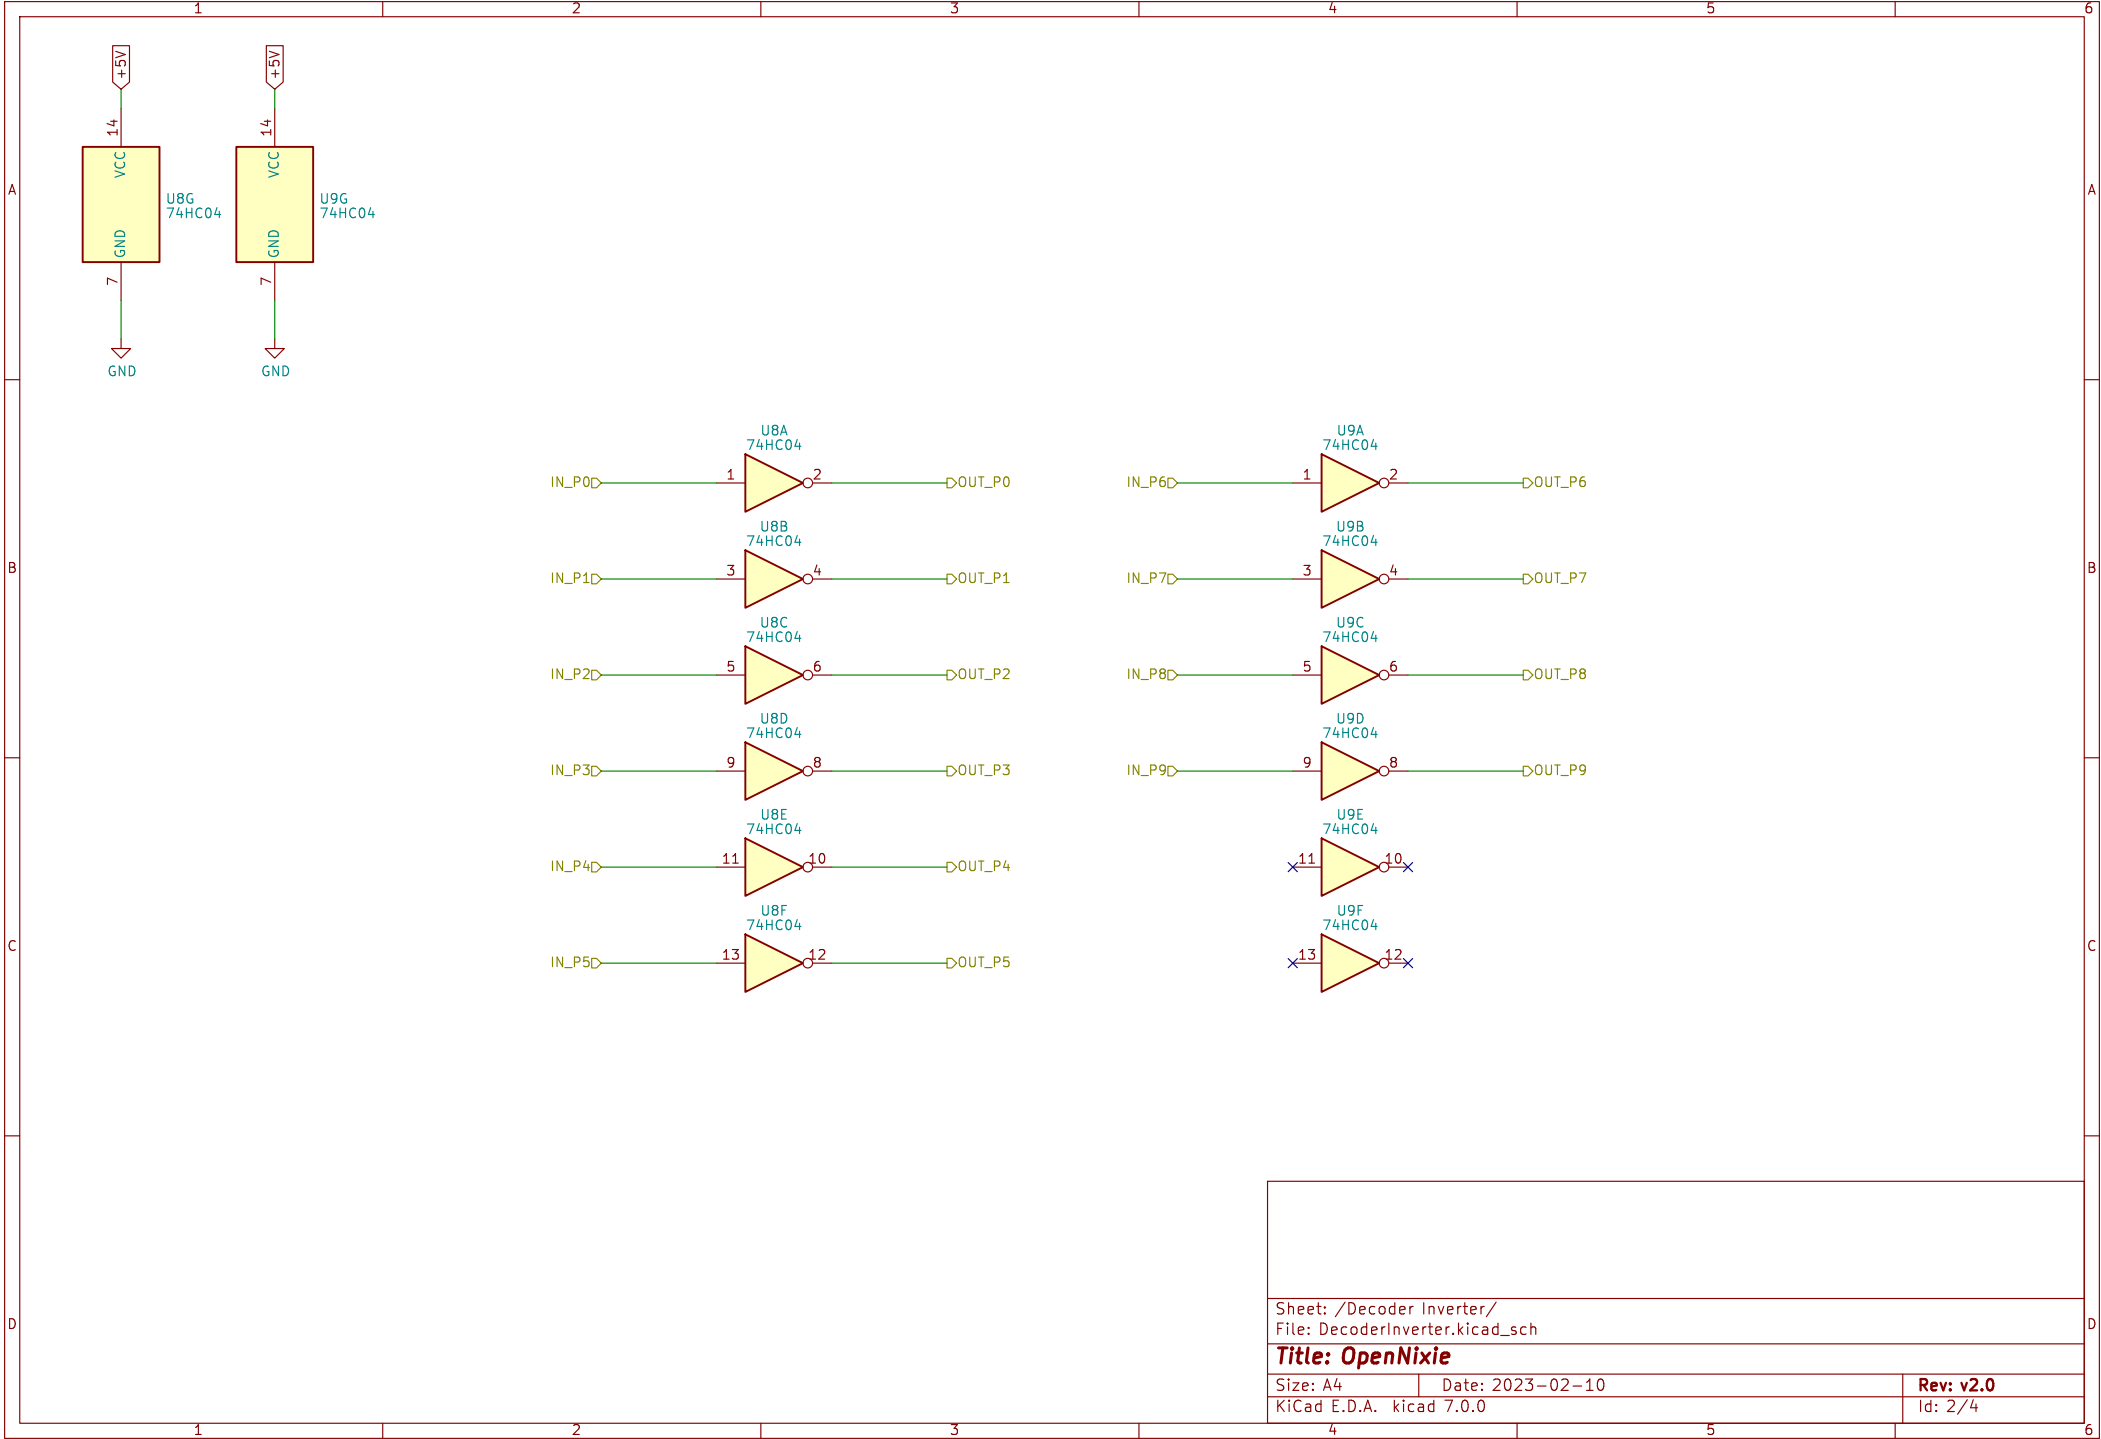 1 2 3 4 5 6
+5V +5V
14 14
VCC VCC
A A
U8G U9G
74HC04 74HC04
GND GND
7 7
GND GND
U8A U9A
74HC04 74HC04
IN_P0 1 2 OUT_P0 IN_P6 1 2 OUT_P6
U8B U9B
74HC04 74HC04
B B
IN_P1 3 4 OUT_P1 IN_P7 3 4 OUT_P7
U8C U9C
74HC04 74HC04
IN_P2 5 6 OUT_P2 IN_P8 5 6 OUT_P8
U8D U9D
74HC04 74HC04
IN_P3 9 8 OUT_P3 IN_P9 9 8 OUT_P9
U8E U9E
74HC04 74HC04
IN_P4 11 10 OUT_P4 11 10
U8F U9F
74HC04 74HC04
C C
IN_P5 13 12 OUT_P5 13 12
Sheet: /Decoder Inverter/
D D
File: DecoderInverter.kicad_sch
Title: OpenNixie
Size: A4 Date: 2023-02-10 Rev: v2.0
KiCad E.D.A. kicad 7.0.0 Id: 2/4
1 2 3 4 5 6